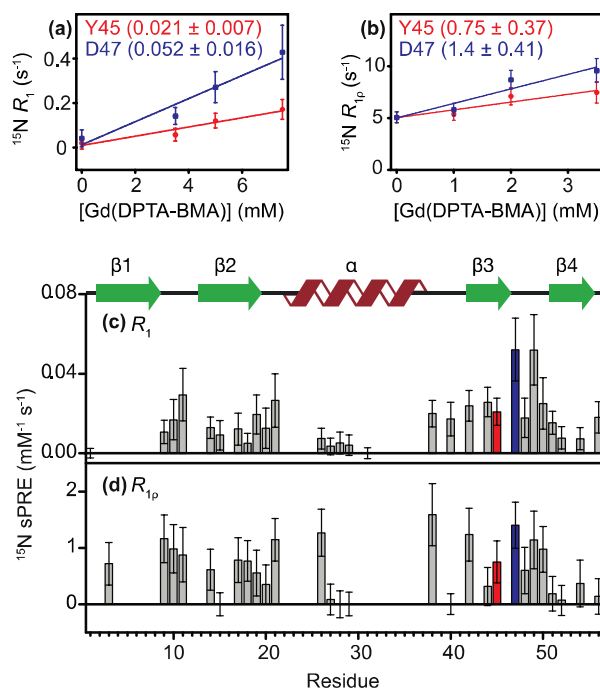 (a) Y45 (0.021 ± 0.007)
D47 (0.052 ± 0.016)
0.4
0.2
0
¹⁵N R₁ (s⁻¹)
0 2 4 6
[Gd(DPTA-BMA)] (mM)
(b) Y45 (0.75 ± 0.37)
D47 (1.4 ± 0.41)
10
5
0
¹⁵N R₁ρ (s⁻¹)
0 1 2 3
[Gd(DPTA-BMA)] (mM)
β1 β2 α β3 β4
0.08
(c) R₁
0.04
0.00
(d) R₁ρ
2
1
0
¹⁵N sPRE (mM⁻¹ s⁻¹)
10 20 30 40 50
Residue